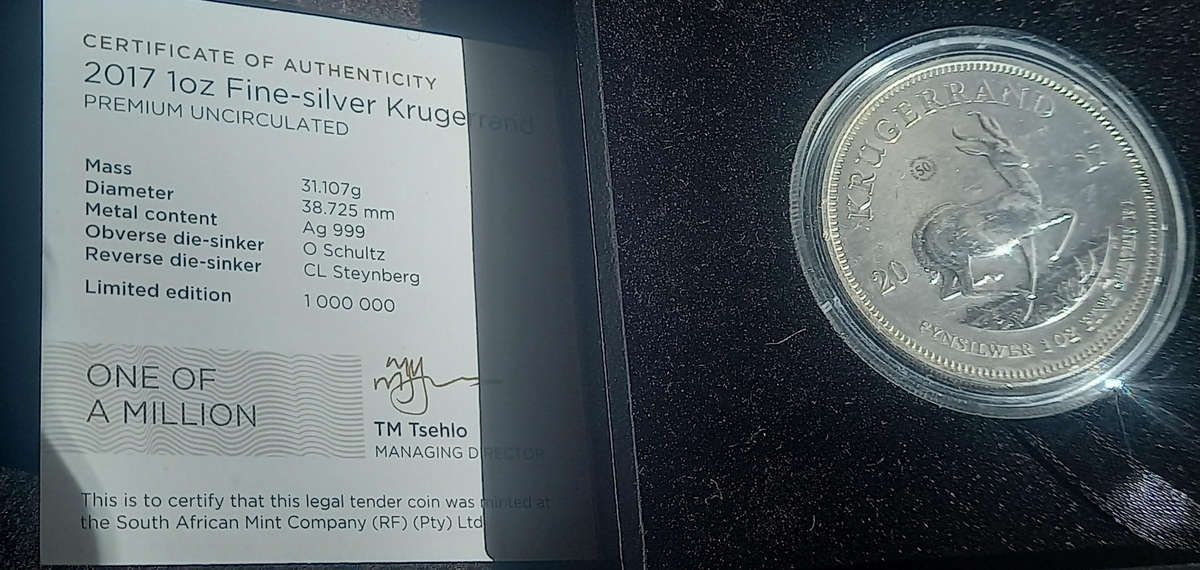 CERTIFICATE OF AUTHENTICITY
2017 1oz Fine-silver Krugerrand
PREMIUM UNCIRCULATED
Mass 31.107g
Diameter 38.725 mm
Metal content Ag 999
Obverse die-sinker O Schultz
Reverse die-sinker CL Steynberg
Limited edition 1 000 000
ONE OF
A MILLION
TM Tsehlo
MANAGING DIRECTOR
This is to certify that this legal tender coin was minted at
the South African Mint Company (RF) (Pty) Ltd
KRUGERRAND
50
20 17
FYNSILWER 1 OZ